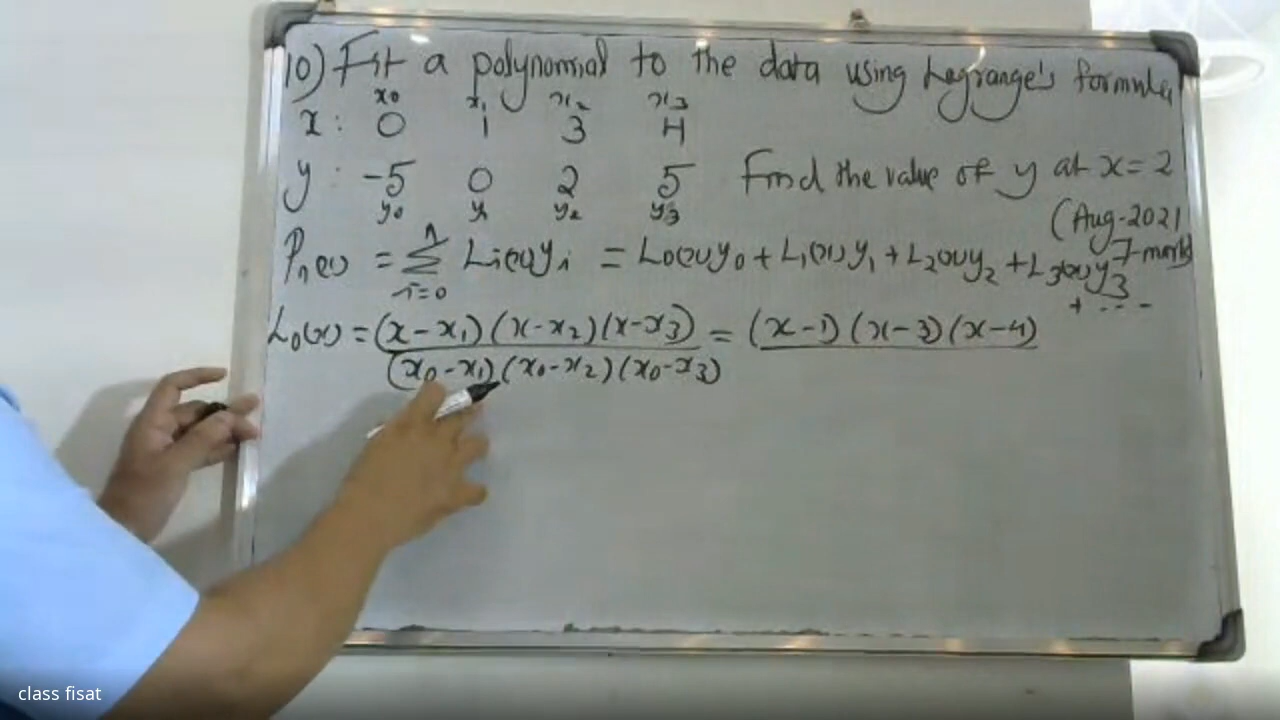 10) Fit a polynomial to the data using Lagrange's formula
x0 x1 x2 x3
x : 0 1 3 4
y : -5 0 2 5 Find the value of y at x = 2
y0 y1 y2 y3 (Aug-2021
7-marks
Pn(x) = n∑i=0 Li(x)yi = L0(x)y0 + L1(x)y1 + L2(x)y2 + L3(x)y3
+ ...
L0(x) = (x-x1)(x-x2)(x-x3) = (x-1)(x-3)(x-4)
(x0-x1)(x0-x2)(x0-x3)
class fisat